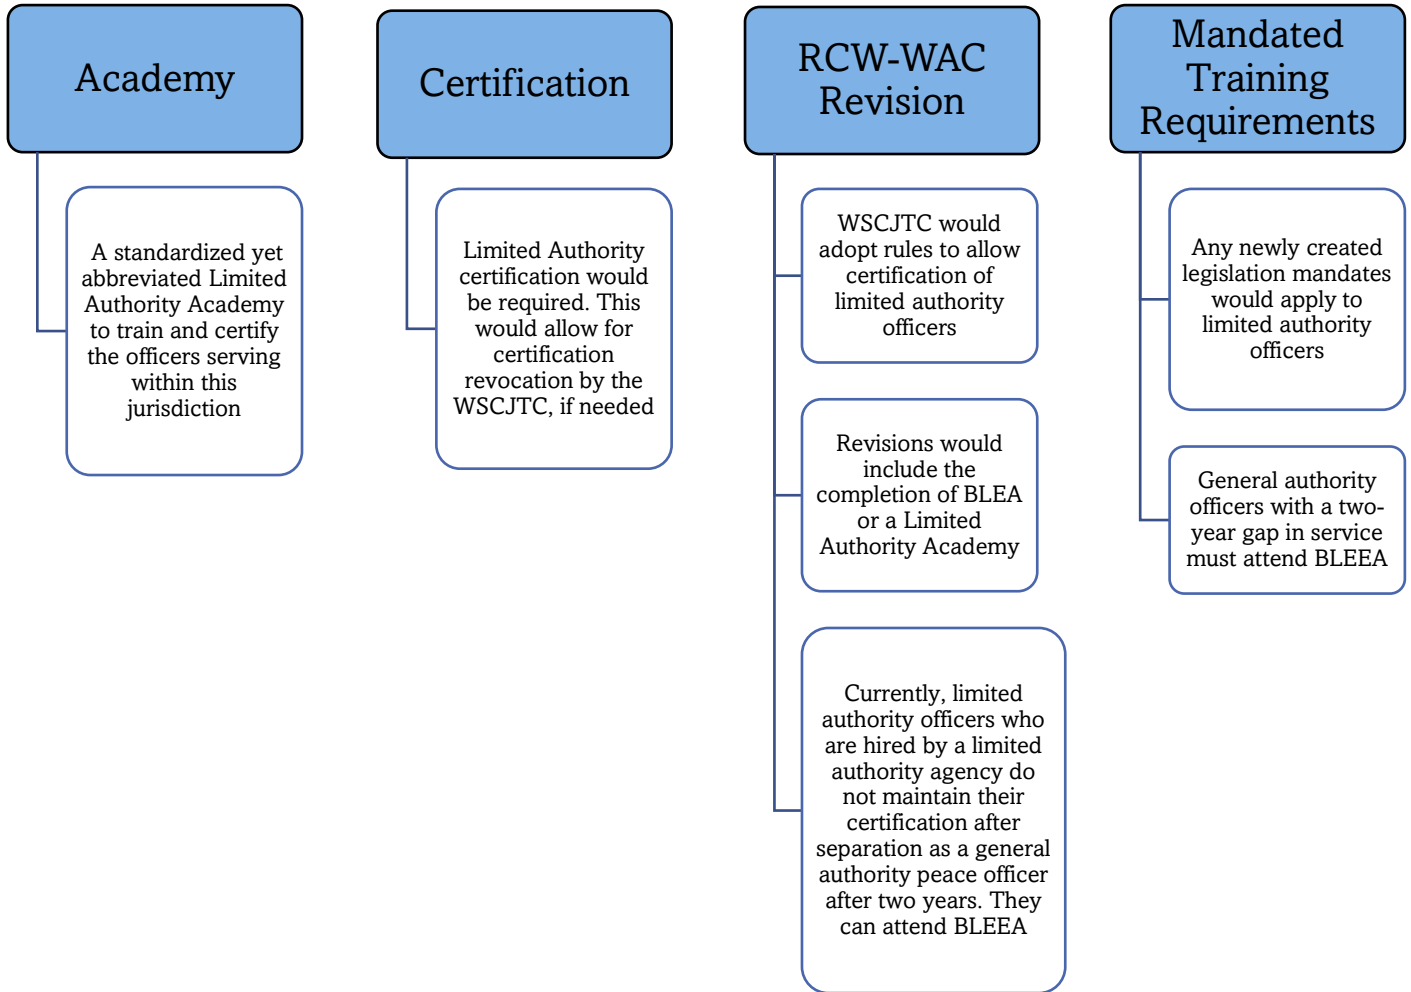 Academy
A standardized yet
abbreviated Limited
Authority Academy
to train and certify
the officers serving
within this
jurisdiction
Certification
Limited Authority
certification would
be required. This
would allow for
certification
revocation by the
WSCJTC, if needed
RCW-WAC
Revision
WSCJTC would
adopt rules to allow
certification of
limited authority
officers
Revisions would
include the
completion of BLEA
or a Limited
Authority Academy
Currently, limited
authority officers who
are hired by a limited
authority agency do
not maintain their
certification after
separation as a general
authority peace officer
after two years. They
can attend BLEEA
Mandated
Training
Requirements
Any newly created
legislation mandates
would apply to
limited authority
officers
General authority
officers with a two-
year gap in service
must attend BLEEA